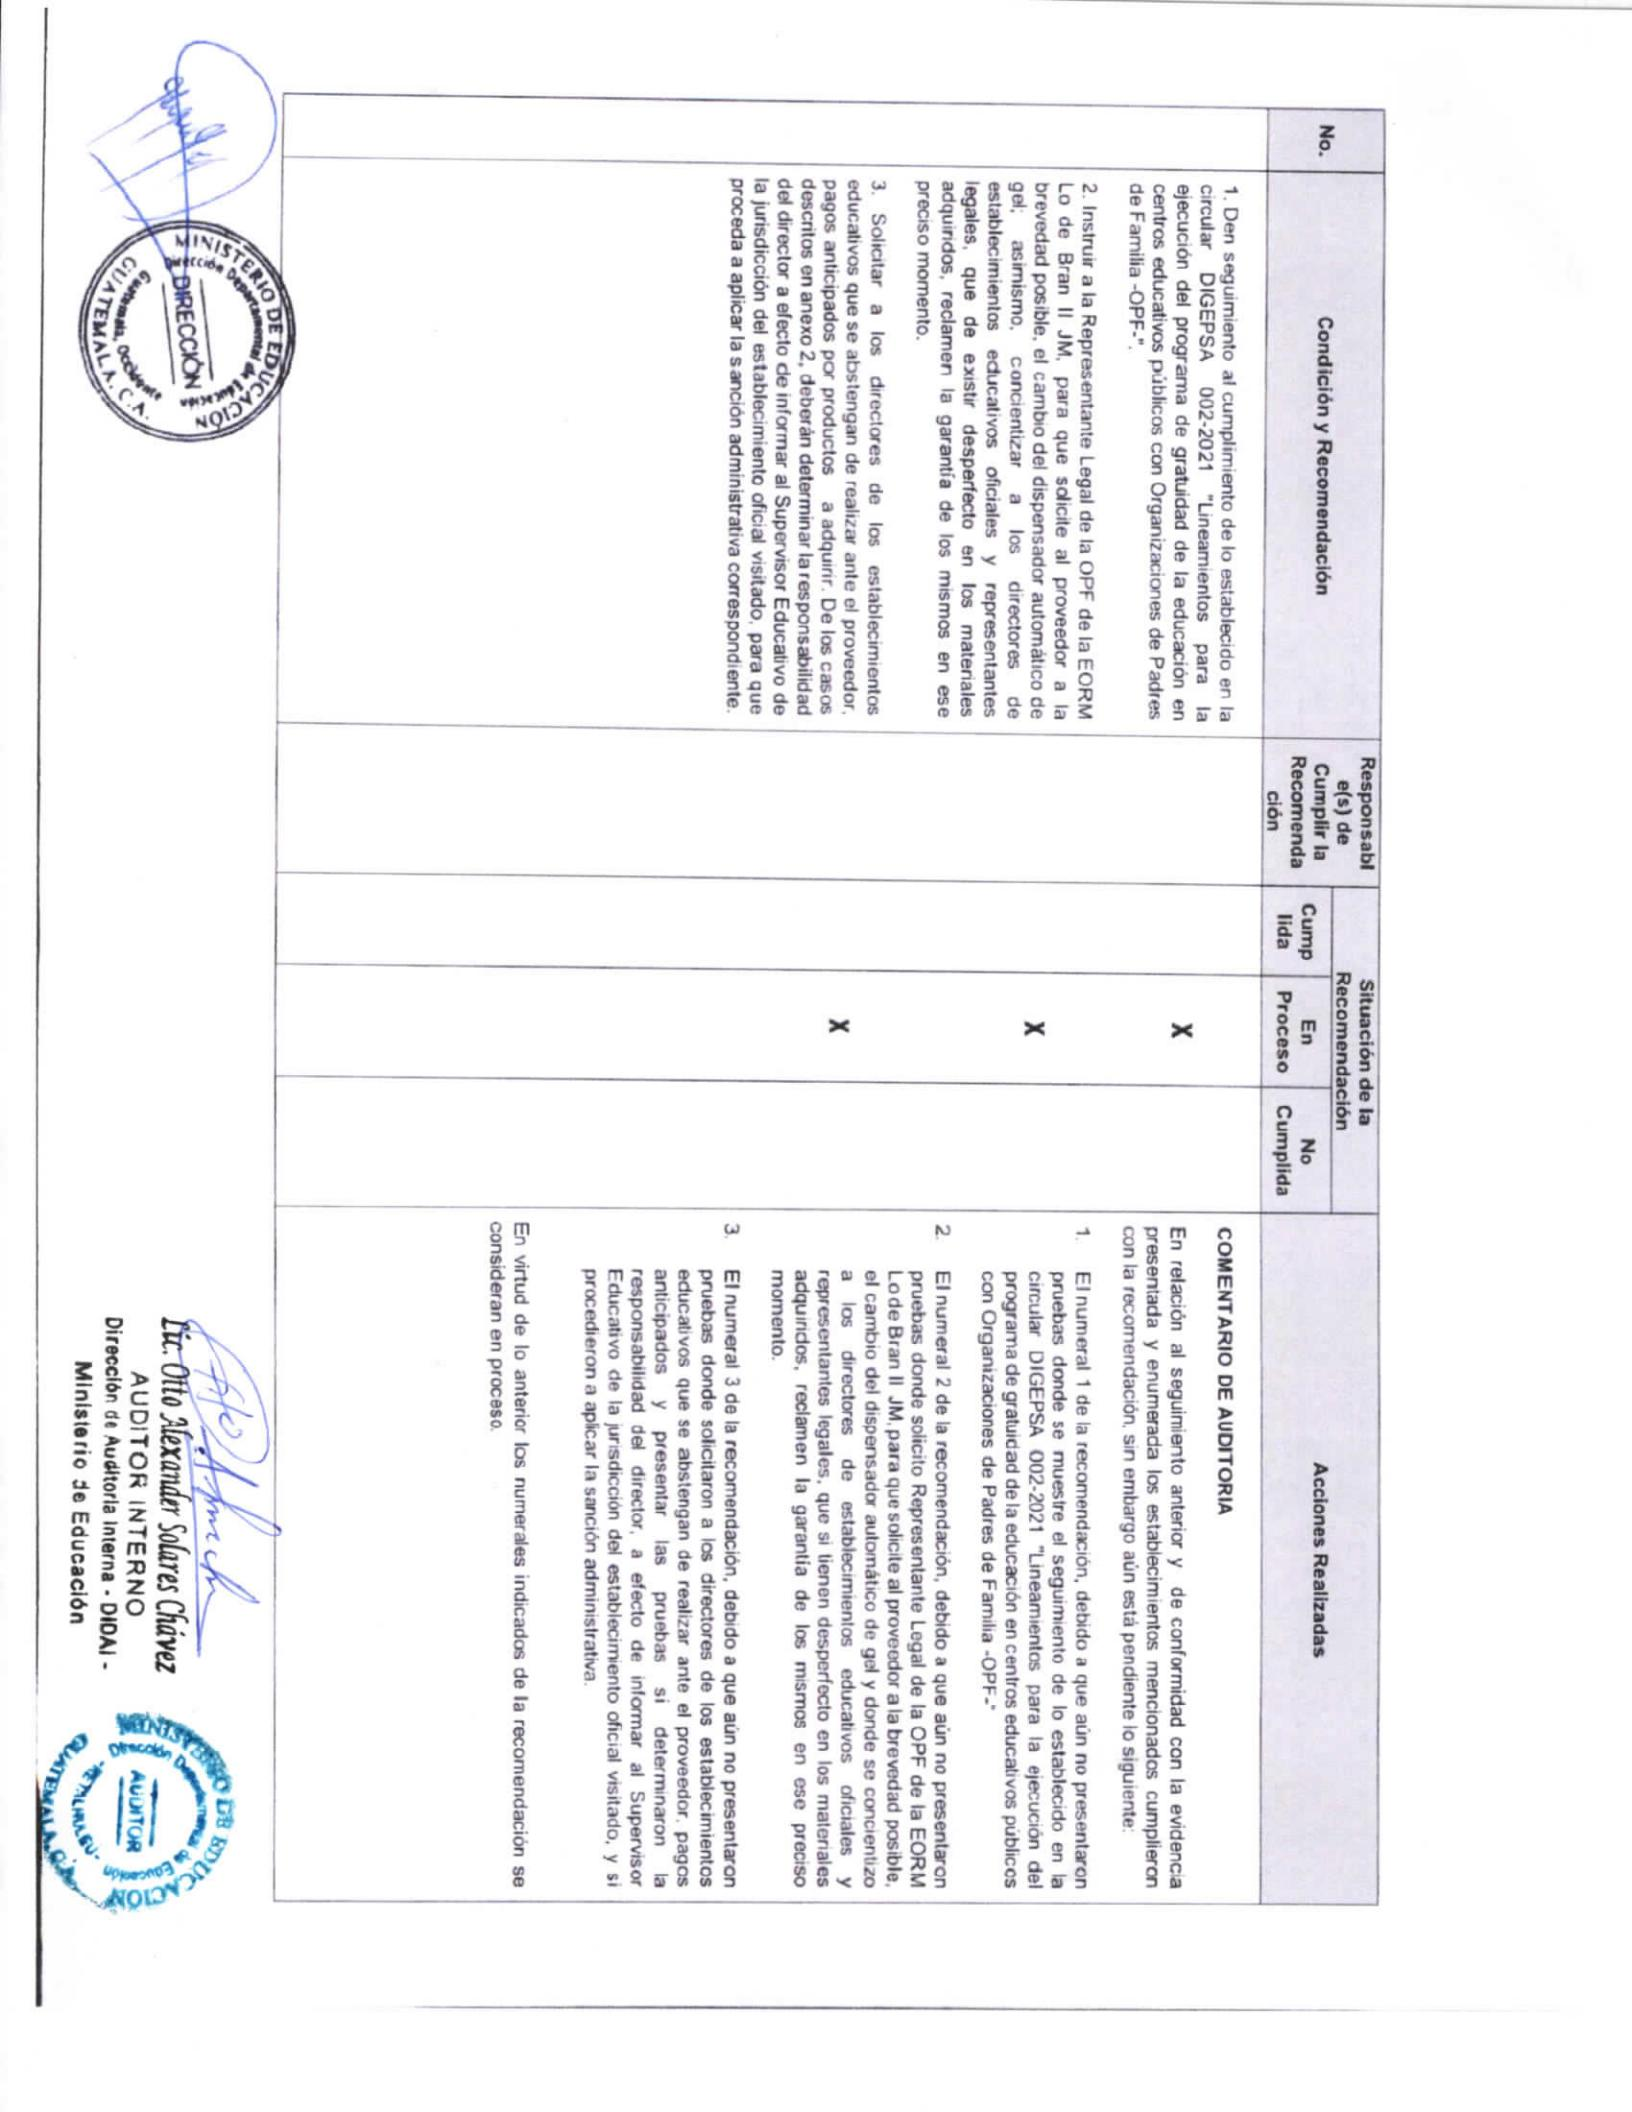 No.
Condición y Recomendación
Responsabl
e(s) de
Cumplir la
Recomenda
ción
Situación de la
Recomendación
Cump
lida
En
Proceso
No
Cumplida
Acciones Realizadas
1. Den seguimiento al cumplimiento de lo establecido en la
circular DIGEPSA 002-2021 "Lineamientos para la
ejecución del programa de gratuidad de la educación en
centros educativos públicos con Organizaciones de Padres
de Familia -OPF-".
2. Instruir a la Representante Legal de la OPF de la EORM
Lo de Bran II JM, para que solicite al proveedor a la
brevedad posible, el cambio del dispensador automático de
gel; asimismo, concientizar a los directores de
establecimientos educativos oficiales y representantes
legales, que de existir desperfecto en los materiales
adquiridos, reclamen la garantía de los mismos en ese
preciso momento.
3. Solicitar a los directores de los establecimientos
educativos que se abstengan de realizar ante el proveedor,
pagos anticipados por productos a adquirir. De los casos
descritos en anexo 2, deberán determinar la responsabilidad
del director a efecto de informar al Supervisor Educativo de
la jurisdicción del establecimiento oficial visitado, para que
proceda a aplicar la sanción administrativa correspondiente.
X
X
X
COMENTARIO DE AUDITORIA
En relación al seguimiento anterior y de conformidad con la evidencia
presentada y enumerada los establecimientos mencionados cumplieron
con la recomendación, sin embargo aún está pendiente lo siguiente:
1. El numeral 1 de la recomendación, debido a que aún no presentaron
pruebas donde se muestre el seguimiento de lo establecido en la
circular DIGEPSA 002-2021 "Lineamientos para la ejecución del
programa de gratuidad de la educación en centros educativos públicos
con Organizaciones de Padres de Familia -OPF-"
2. El numeral 2 de la recomendación, debido a que aún no presentaron
pruebas donde solicito Representante Legal de la OPF de la EORM
Lo de Bran II JM, para que solicite al proveedor a la brevedad posible,
el cambio del dispensador automático de gel y donde se concientizo
a los directores de establecimientos educativos oficiales y
representantes legales, que si tienen desperfecto en los materiales
adquiridos, reclamen la garantía de los mismos en ese preciso
momento.
3. El numeral 3 de la recomendación, debido a que aún no presentaron
pruebas donde solicitaron a los directores de los establecimientos
educativos que se abstengan de realizar ante el proveedor, pagos
anticipados y presentar las pruebas si determinaron la
responsabilidad del director, a efecto de informar al Supervisor
Educativo de la jurisdicción del establecimiento oficial visitado, y si
procedieron a aplicar la sanción administrativa.
En virtud de lo anterior los numerales indicados de la recomendación se
consideran en proceso.
MINISTERIO DE EDUCACIÓN
Dirección Departamental de Educación
DIRECCIÓN
Guatemala, Occidente
GUATEMALA, C.A.
Lic. Otto Alexander Solares Chávez
AUDITOR INTERNO
Dirección de Auditoria Interna - DIDAI -
Ministerio de Educación
MINISTERIO DE EDUCACION
Dirección Departamental de Educación
AUDITOR
RETALHULEU
GUATEMALA, C.A.